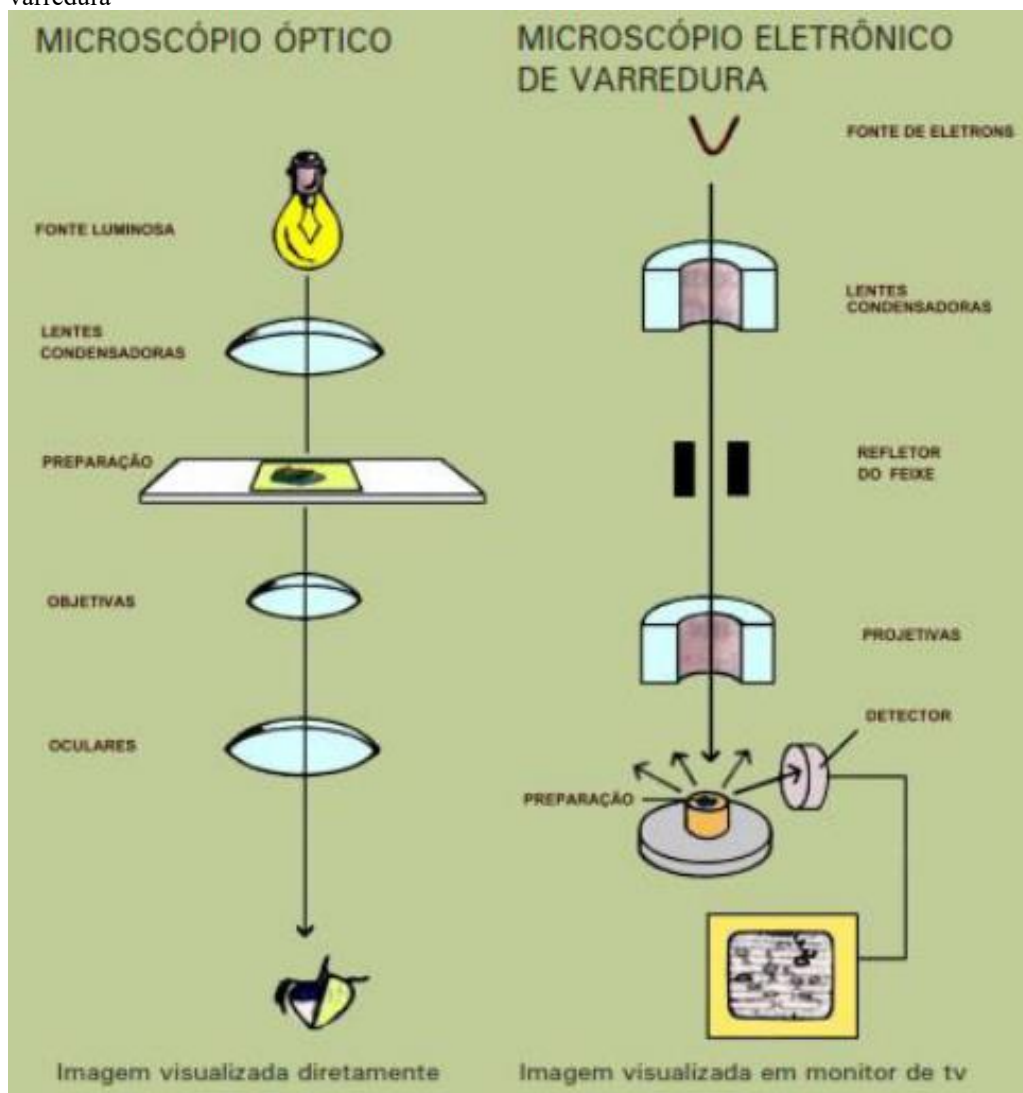 varredura
MICROSCÓPIO ÓPTICO
FONTE LUMINOSA
LENTES
CONDENSADORAS
PREPARAÇÃO
OBJETIVAS
OCULARES
Imagem visualizada diretamente
MICROSCÓPIO ELETRÔNICO
DE VARREDURA
FONTE DE ELETRONS
LENTES
CONDENSADORAS
REFLETOR
DO FEIXE
PROJETIVAS
DETECTOR
PREPARAÇÃO
Imagem visualizada em monitor de tv